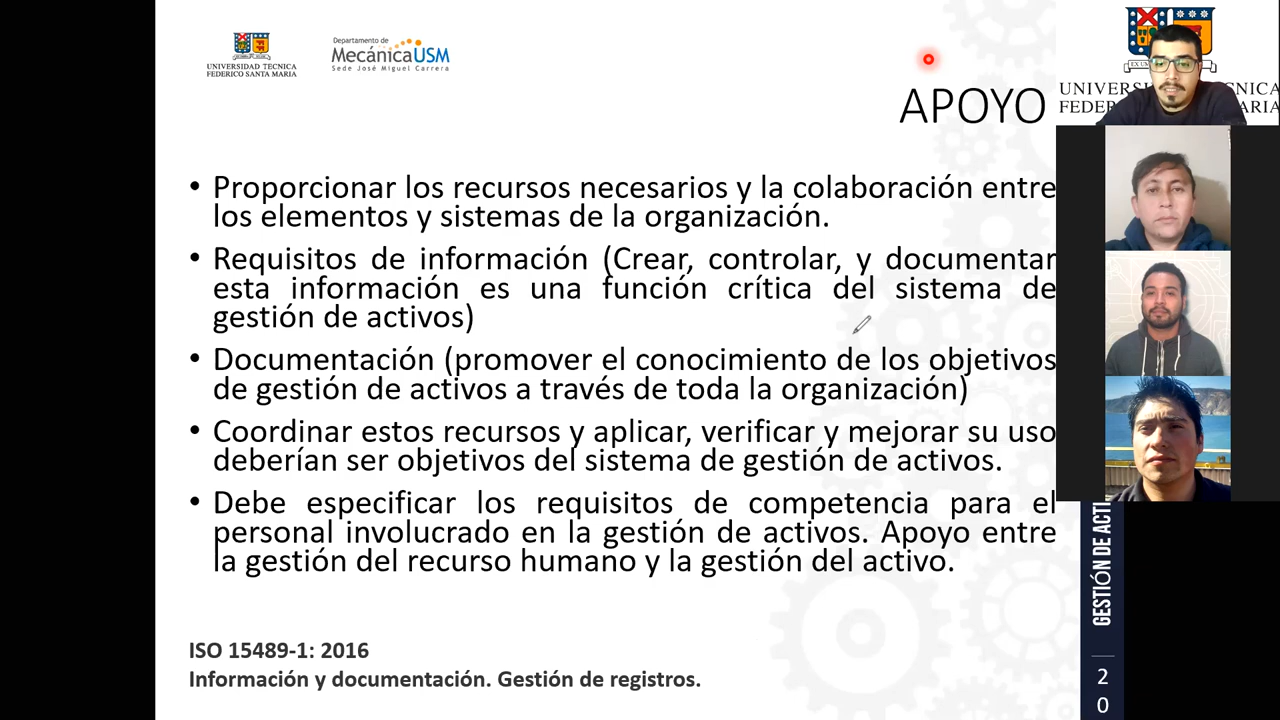 UNIVERSIDAD TECNICA
FEDERICO SANTA MARIA
Departamento de
MecánicaUSM
Sede José Miguel Carrera
APOYO
• Proporcionar los recursos necesarios y la colaboración entre
los elementos y sistemas de la organización.
• Requisitos de información (Crear, controlar, y documentar
esta información es una función crítica del sistema de
gestión de activos)
• Documentación (promover el conocimiento de los objetivos
de gestión de activos a través de toda la organización)
• Coordinar estos recursos y aplicar, verificar y mejorar su uso
deberían ser objetivos del sistema de gestión de activos.
• Debe especificar los requisitos de competencia para el
personal involucrado en la gestión de activos. Apoyo entre
la gestión del recurso humano y la gestión del activo.
ISO 15489-1: 2016
Información y documentación. Gestión de registros.
GESTIÓN DE
2
0